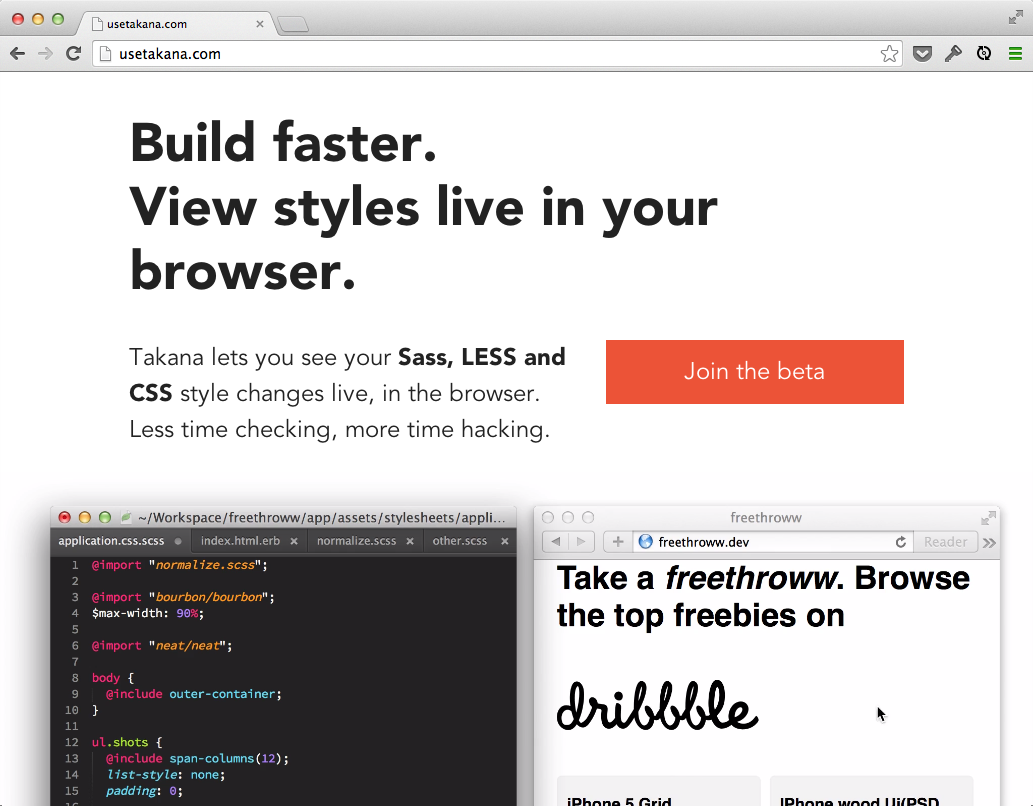 usetakana.com
usetakana.com
Build faster.
View styles live in your
browser.
Takana lets you see your Sass, LESS and
CSS style changes live, in the browser.
Less time checking, more time hacking.
Join the beta
~/Workspace/freethroww/app/assets/stylesheets/appli...
application.css.scss
index.html.erb
normalize.scss
other.scss
1 @import "normalize.scss";
2
3 @import "bourbon/bourbon";
4 $max-width: 90%;
5
6 @import "neat/neat";
7
8 body {
9 @include outer-container;
10 }
11
12 ul.shots {
13 @include span-columns(12);
14 list-style: none;
15 padding: 0;
freethroww
freethroww.dev
Reader
Take a freethroww. Browse
the top freebies on
dribbble
iPhone 5 Grid
iPhone wood Ui(PSD